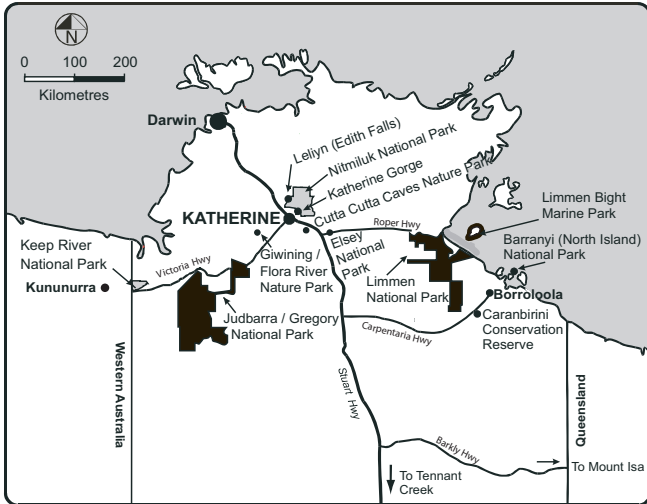 N
0 100 200
Kilometres
Darwin
Leliyn (Edith Falls)
Nitmiluk National Park
Katherine Gorge
Cutta Cutta Caves Nature Park
KATHERINE
Roper Hwy
Limmen Bight
Marine Park
Barranyi (North Island)
National Park
Keep River
National Park
Victoria Hwy
Kununurra
Giwining /
Flora River
Nature Park
Elsey
National
Park
Limmen
National Park
Borroloola
Caranbirini
Conservation
Reserve
Judbarra / Gregory
National Park
Carpentaria Hwy
Western Australia
Stuart Hwy
Queensland
Barkly Hwy
To Mount Isa
To Tennant
Creek